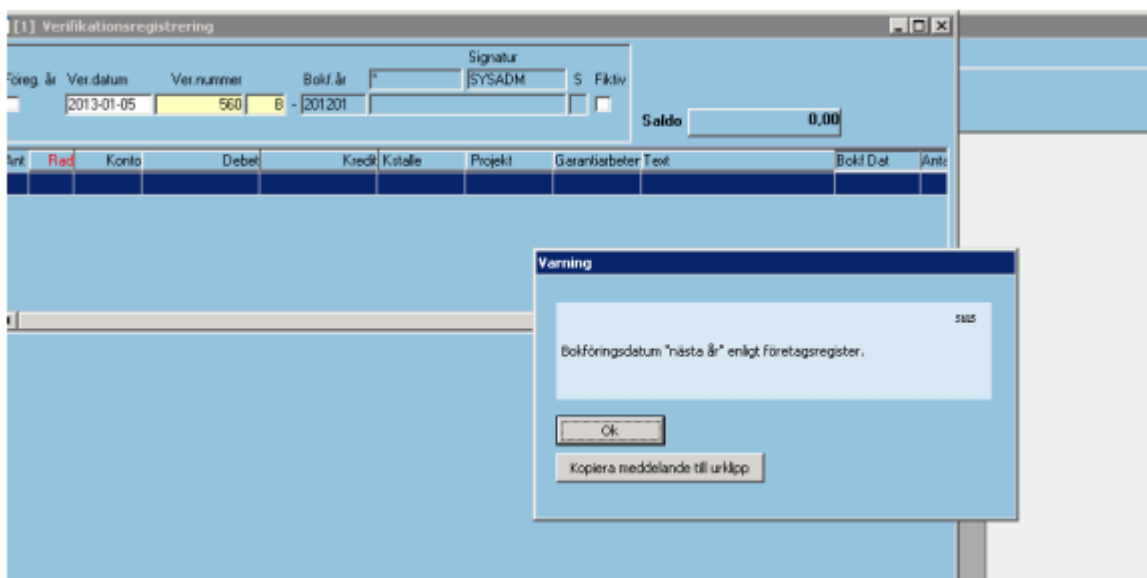 [1] Verifikationsregistrering
Signatur
Föreg. år Ver.datum Ver.nummer Bokf.år * SYSADM S Fiktiv
2013-01-05 560 B - 201201
Saldo 0,00
Ant Rad Konto Debet Kredit Kställe Projekt Garantiarbeten Text Bokf Dat Anta
Varning
Bokföringsdatum "nästa år" enligt företagsregister.
Ok
Kopiera meddelande till urklipp